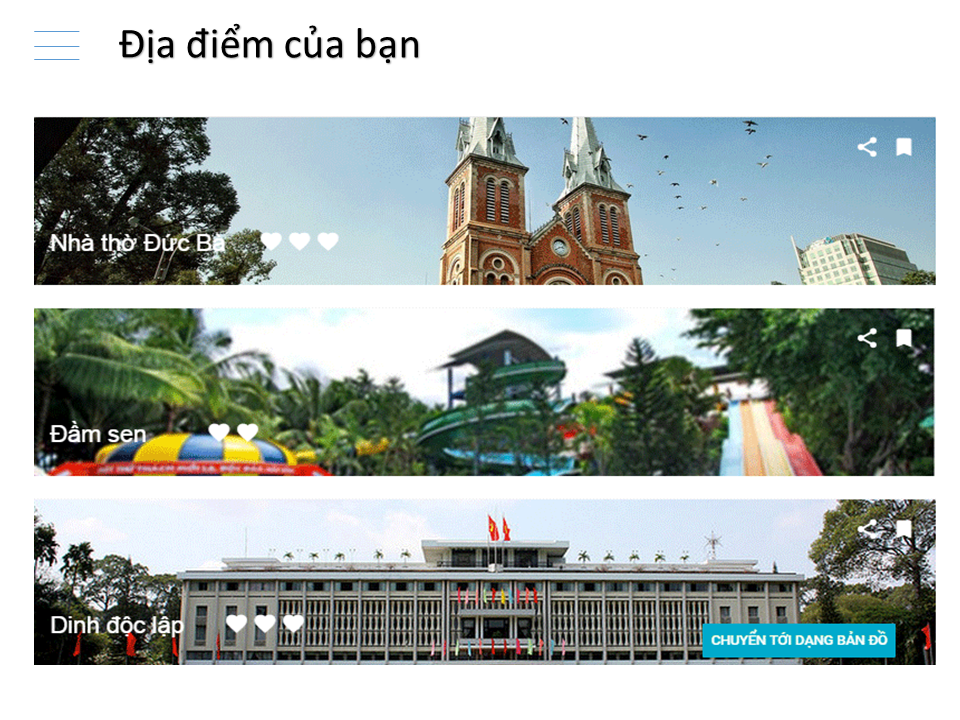 Địa điểm của bạn
Nhà thờ Đức Bà
Đầm sen
Dinh độc lập
CHUYỂN TỚI DẠNG BẢN ĐỒ